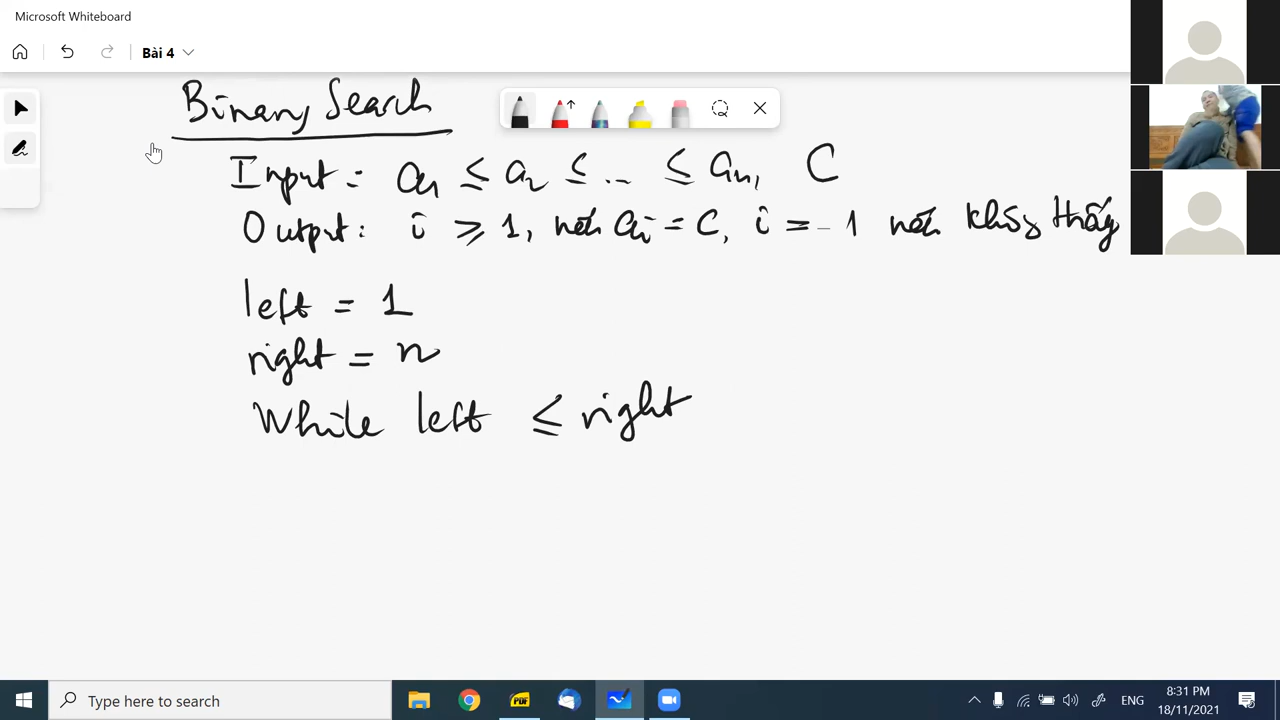 Microsoft Whiteboard
Bài 4
Binary Search
Input: a1 ≤ a2 ≤ ... ≤ an, C
Output: i ≥ 1, nếu ai = C, i = -1 nếu không thấy
left = 1
right = n
While left ≤ right
Type here to search
PDF
ENG
8:31 PM
18/11/2021